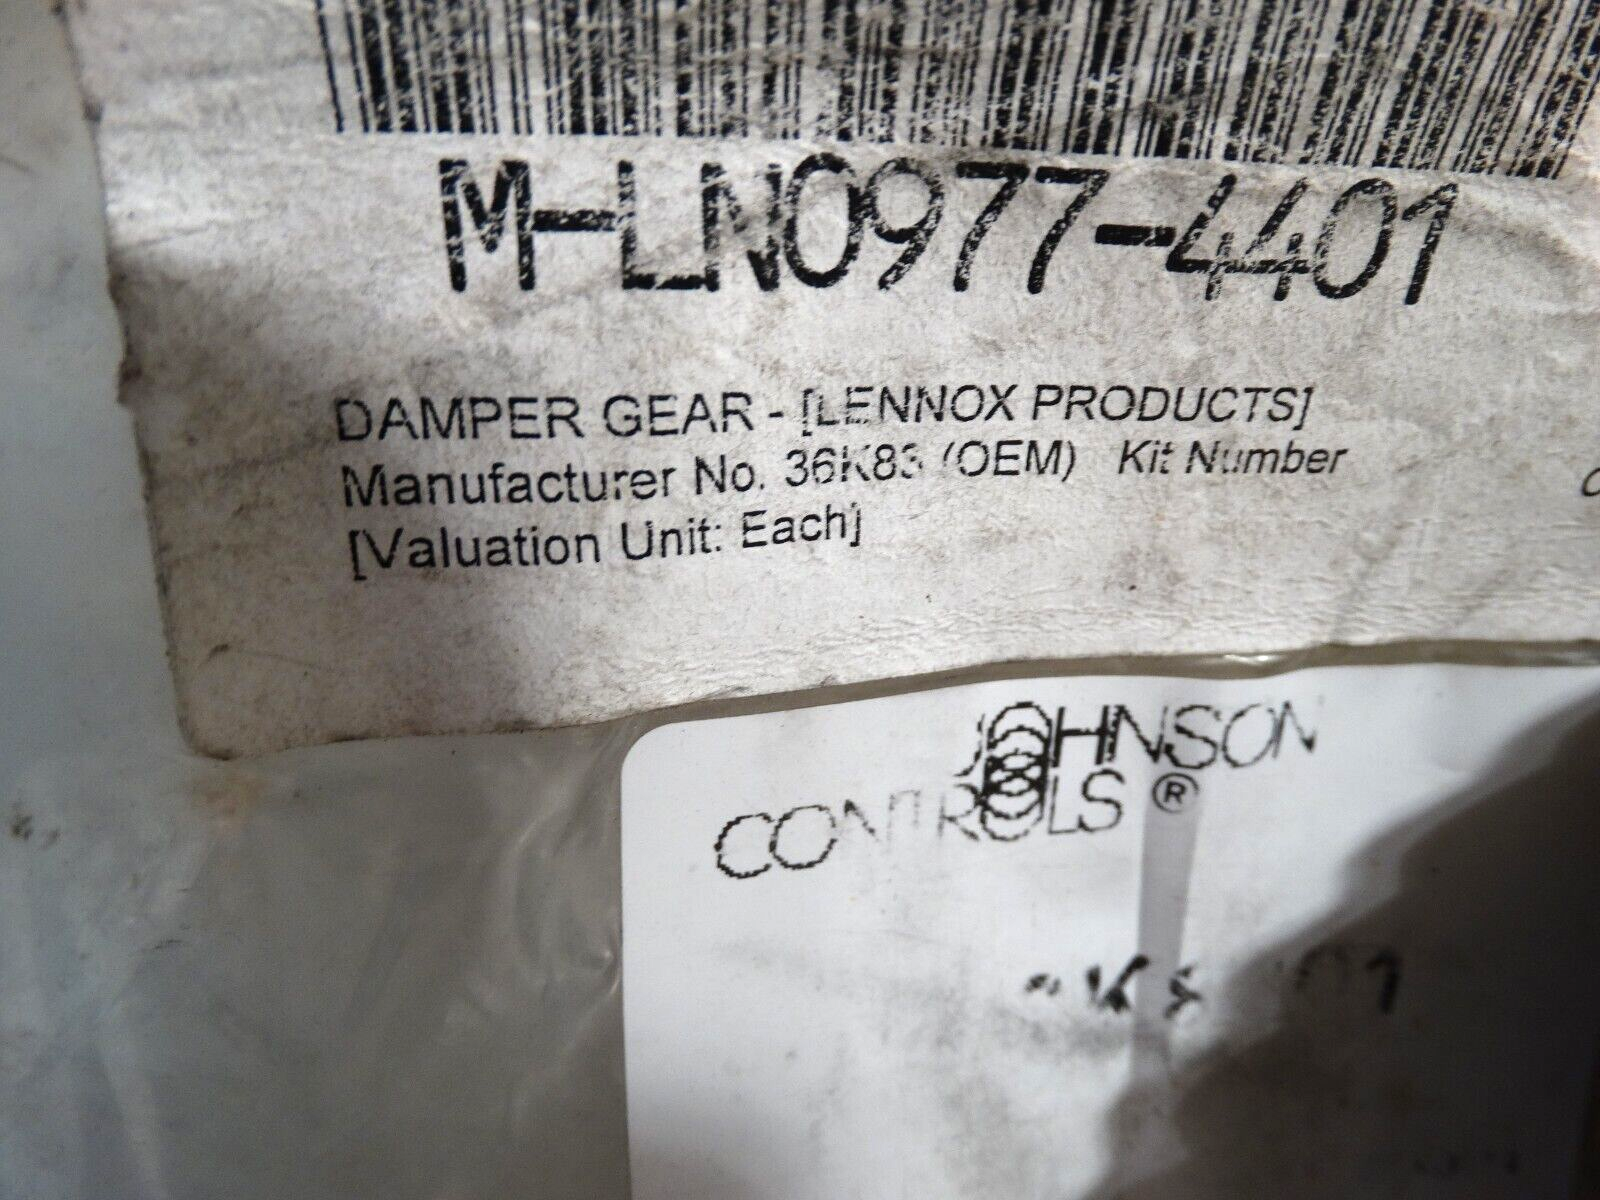 M-LN0977-4401
DAMPER GEAR - [LENNOX PRODUCTS]
Manufacturer No. 36K83 (OEM) Kit Number
[Valuation Unit: Each]
JOHNSON
CONTROLS ®